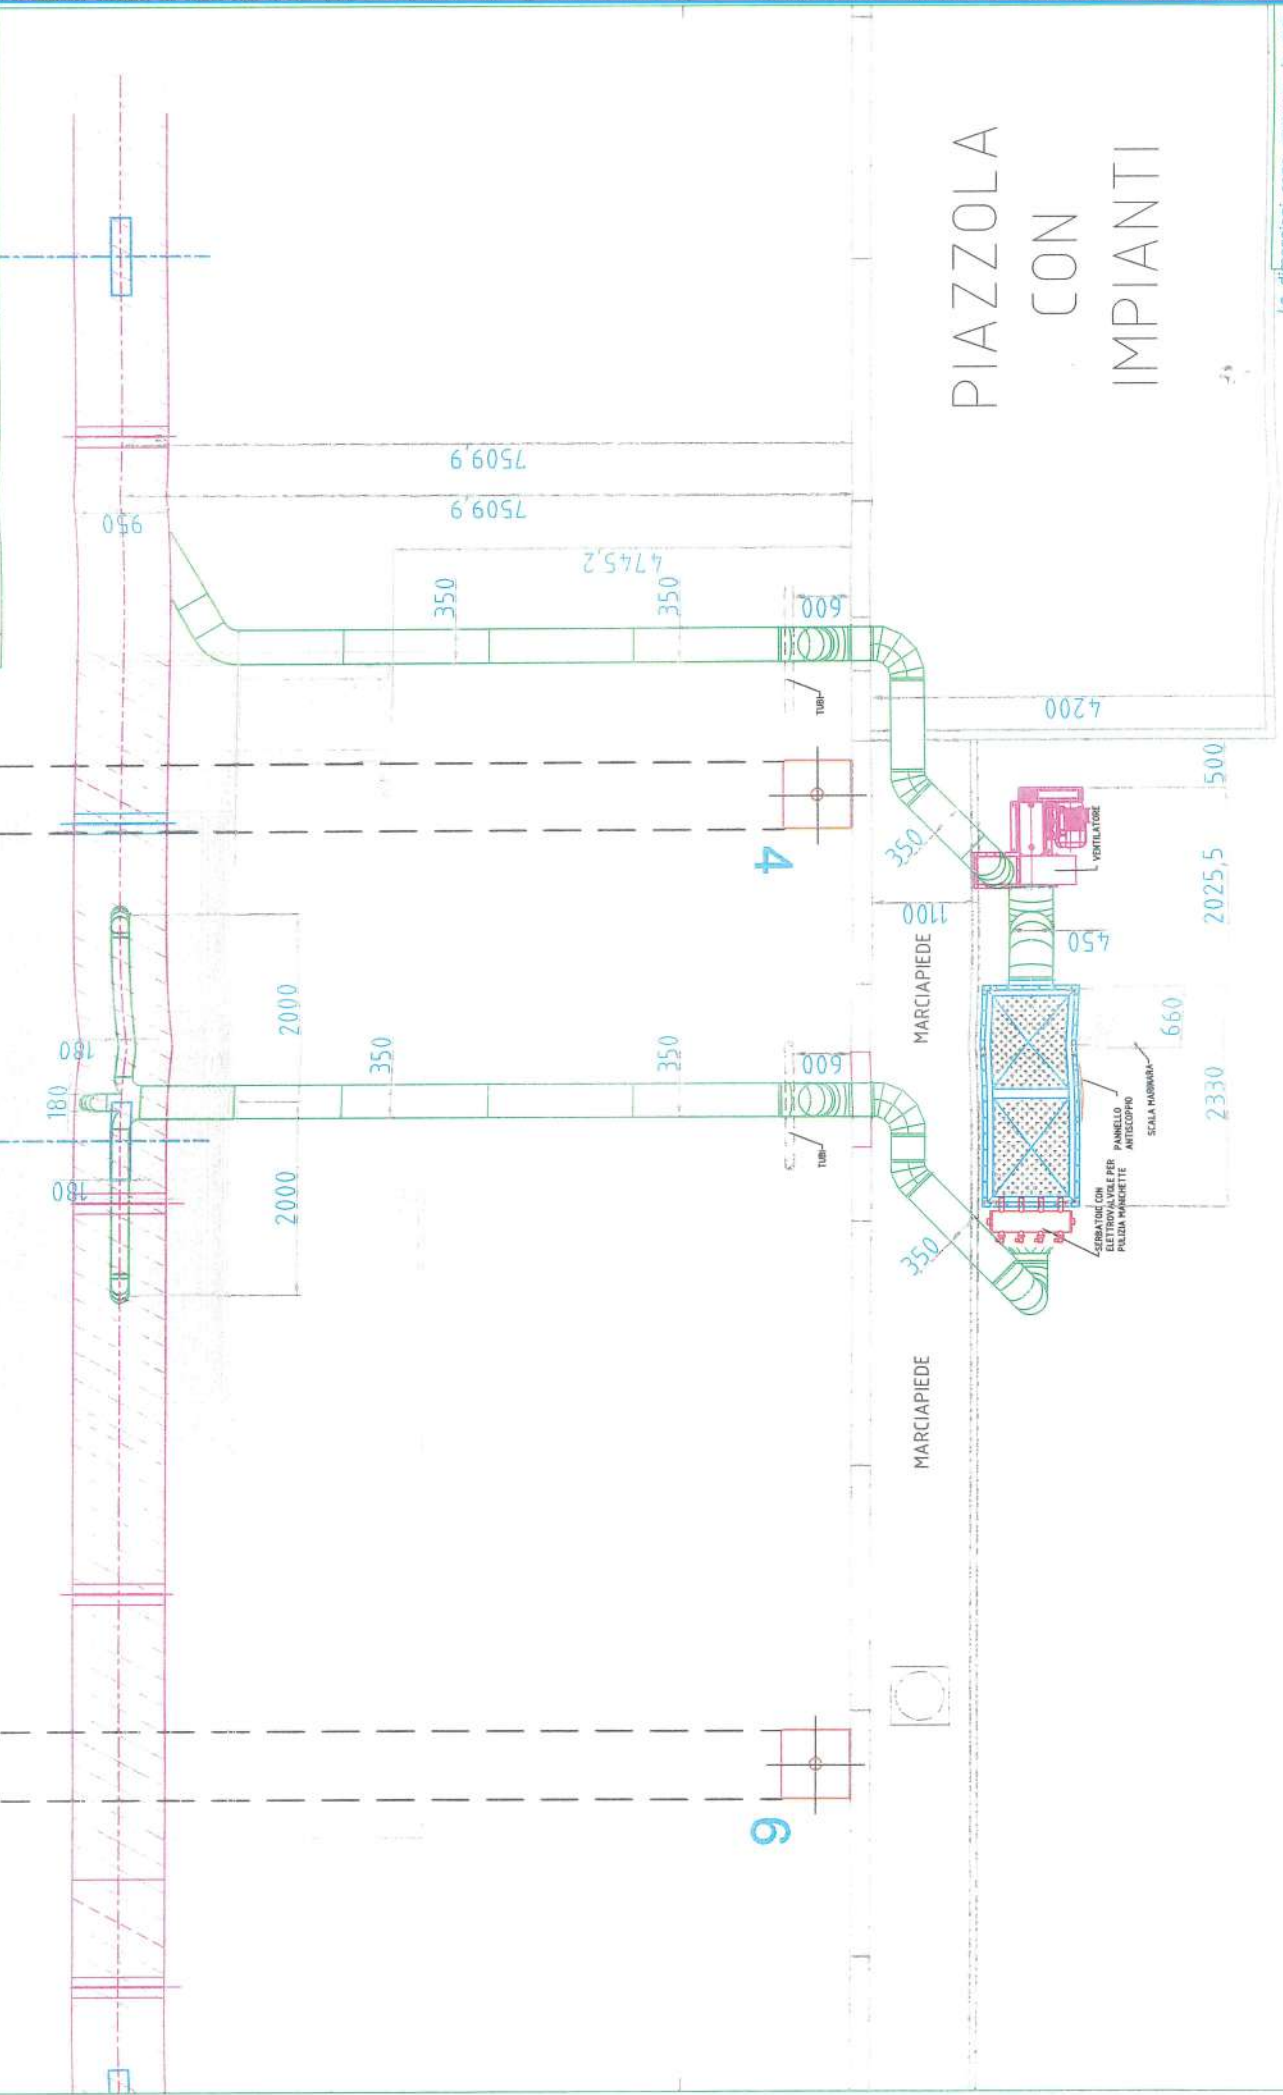 PIAZZOLA
CON
IMPIANTI
950
7509,9
7509,9
4745,2
350
350
600
TUBI
4200
500
4
350
VENTILATORE
1100
2025,5
450
MARCIAPIEDE
2000
180
180
180
350
350
600
660
2330
TUBI
SCALA MARINARA
PANNELLO
ANTISCOPPIO
SERBATOIO CON
ELETTROVALVOLE PER
PULIZIA MANICHETTE
2000
350
MARCIAPIEDE
6